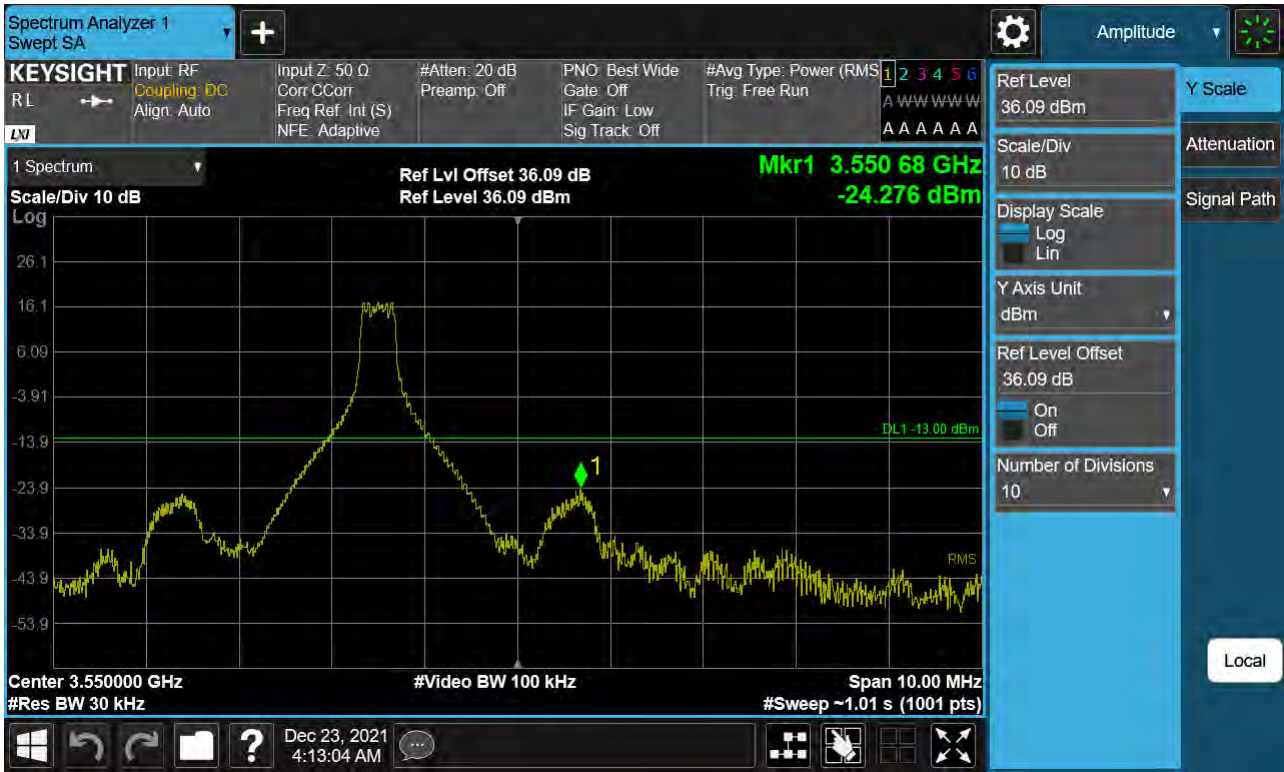 Spectrum Analyzer 1
Swept SA
Amplitude
KEYSIGHT
RL
LXI
Input: RF
Coupling: DC
Align: Auto
Input Z: 50 Ω
Corr CCorr
Freq Ref: Int (S)
NFE: Adaptive
#Atten: 20 dB
Preamp: Off
PNO: Best Wide
Gate: Off
IF Gain: Low
Sig Track: Off
#Avg Type: Power (RMS
Trig: Free Run
1 2 3 4 5 6
A W W W W W
A A A A A A
1 Spectrum
Scale/Div 10 dB
Ref Lvl Offset 36.09 dB
Ref Level 36.09 dBm
Mkr1 3.550 68 GHz
-24.276 dBm
Log
26.1
16.1
6.09
-3.91
-13.9
-23.9
-33.9
-43.9
-53.9
DL1 -13.00 dBm
1
RMS
Center 3.550000 GHz
#Res BW 30 kHz
#Video BW 100 kHz
Span 10.00 MHz
#Sweep ~1.01 s (1001 pts)
Ref Level
36.09 dBm
Scale/Div
10 dB
Display Scale
Log
Lin
Y Axis Unit
dBm
Ref Level Offset
36.09 dB
On
Off
Number of Divisions
10
Y Scale
Attenuation
Signal Path
Local
?
Dec 23, 2021
4:13:04 AM